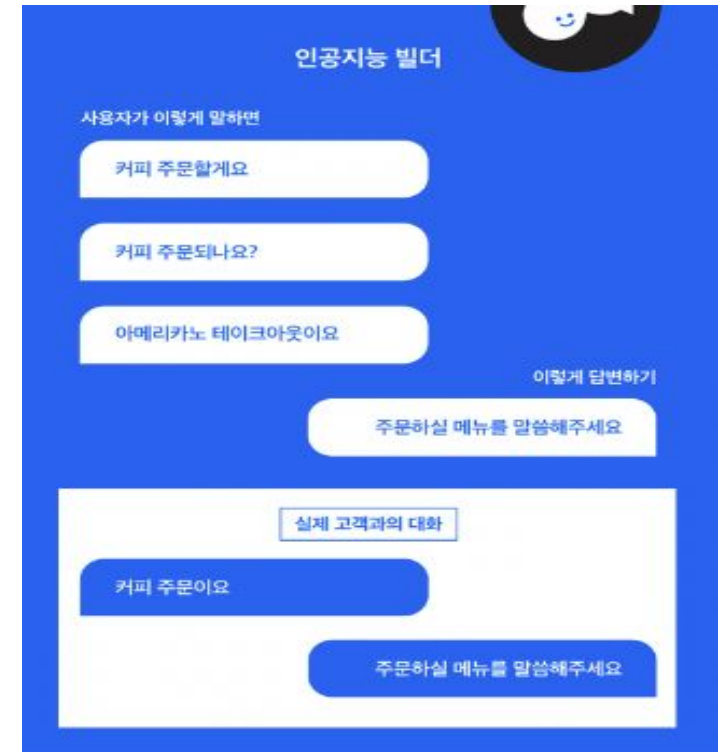 인공지능 빌더
사용자가 이렇게 말하면
커피 주문할게요
커피 주문되나요?
아메리카노 테이크아웃이요
이렇게 답변하기
주문하실 메뉴를 말씀해주세요
실제 고객과의 대화
커피 주문이요
주문하실 메뉴를 말씀해주세요